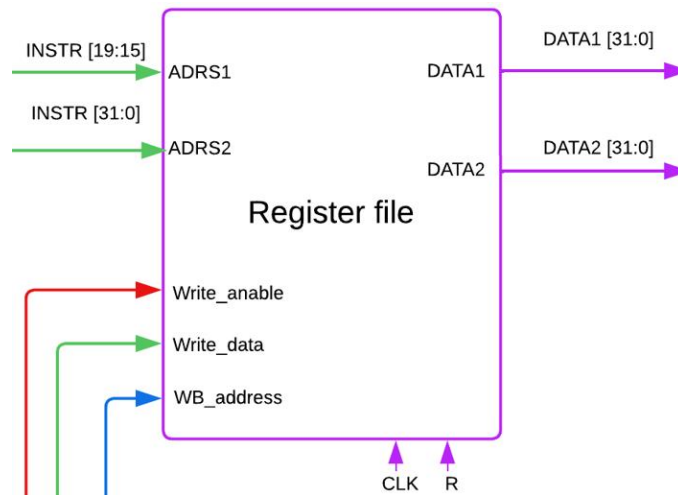 INSTR [19:15]
ADRS1
DATA1
DATA1 [31:0]
INSTR [31:0]
ADRS2
DATA2
DATA2 [31:0]
Register file
Write_anable
Write_data
WB_address
CLK
R